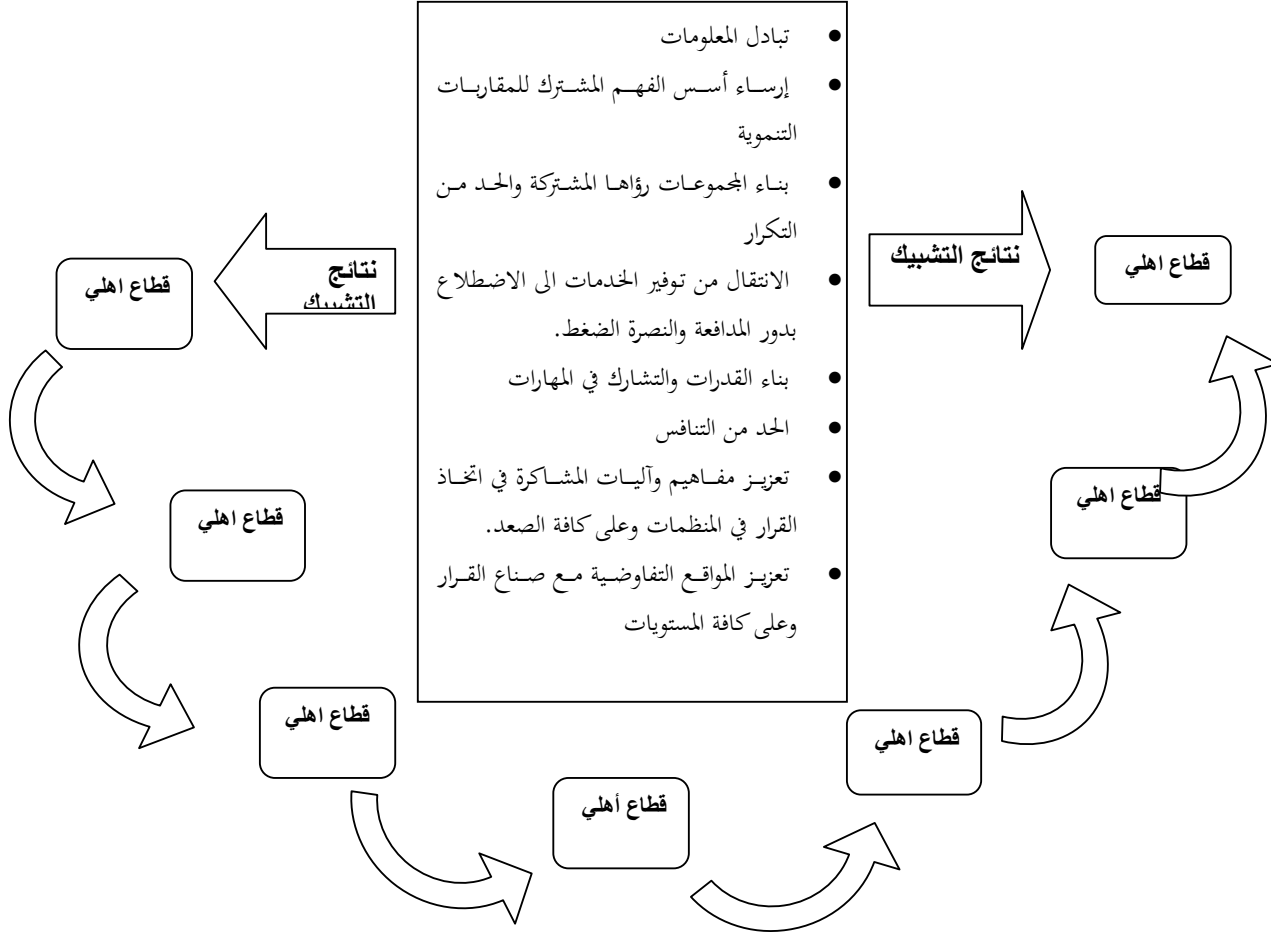 تبادل المعلومات
إرساء أسس الفهم المشترك للمقاربات
التنموية
بناء المجموعات رؤاها المشتركة والحد من
التكرار
الانتقال من توفير الخدمات الى الاضطلاع
بدور المدافعة والنصرة الضغط.
بناء القدرات والتشارك في المهارات
الحد من التنافس
تعزيز مفاهيم وآليات المشاكرة في اتخاذ
القرار في المنظمات وعلى كافة الصعد.
تعزيز المواقع التفاوضية مع صناع القرار
وعلى كافة المستويات
نتائج التشبيك
قطاع اهلي
نتائج
التشبيك
قطاع اهلي
قطاع اهلي
قطاع اهلي
قطاع اهلي
قطاع اهلي
قطاع أهلي
قطاع اهلي